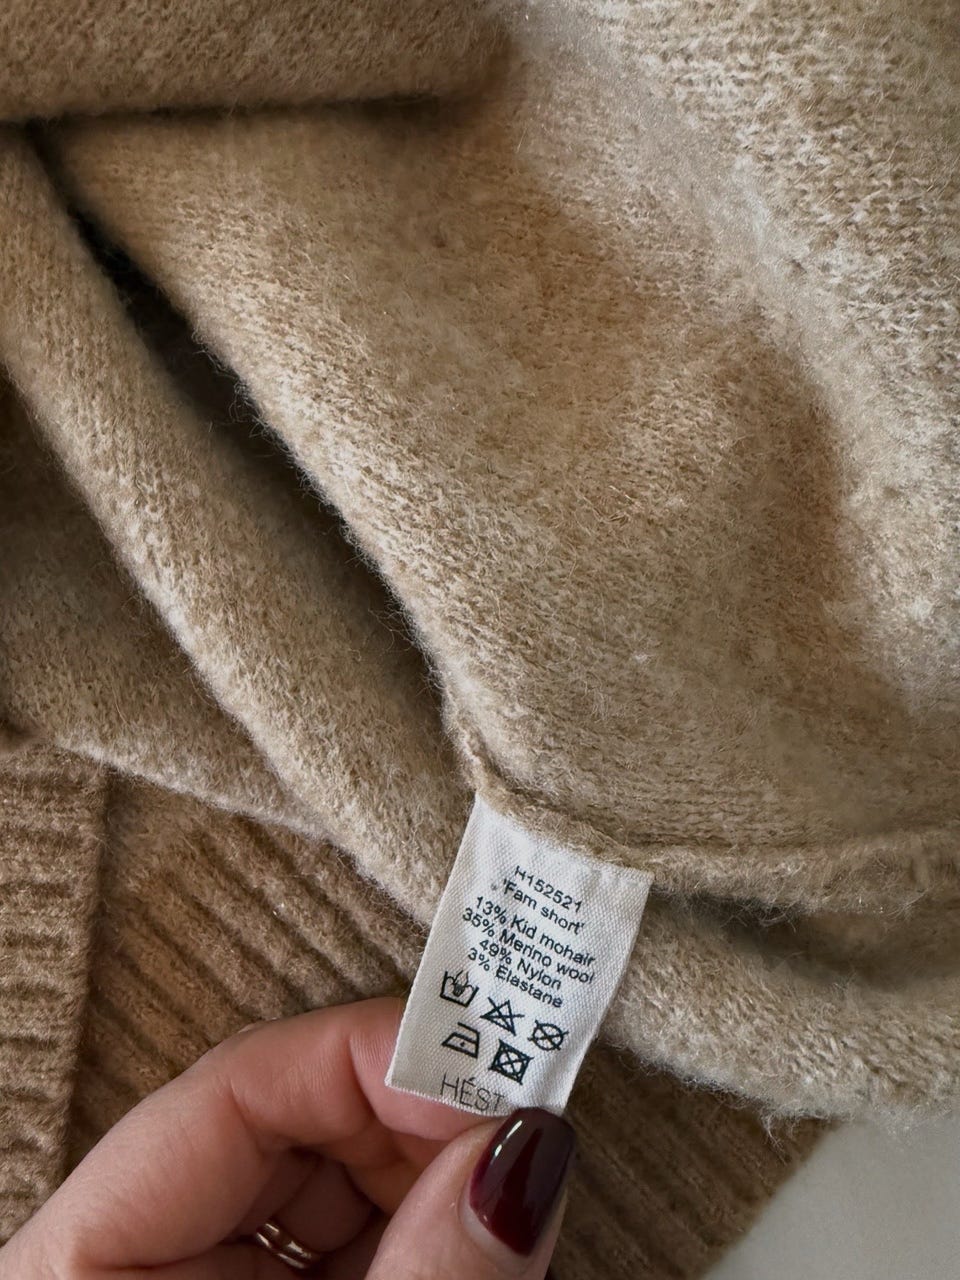 H152521
'Fam short'
13% Kid mohair
35% Merino wool
49% Nylon
3% Elastane
HÉST